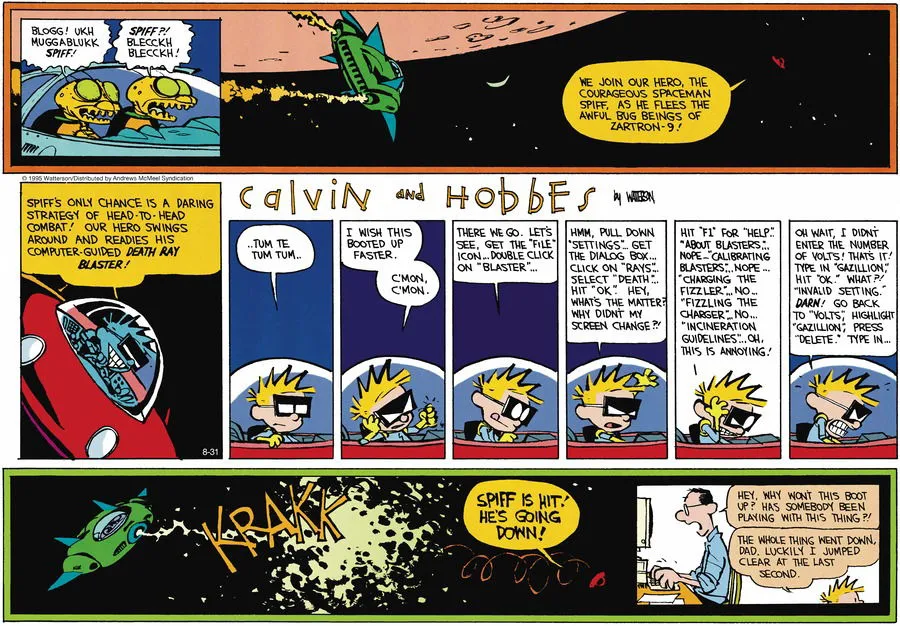 BLOGG! UKH
MUGGABLUKK
SPIFF!
SPIFF?!
BLECCKH
BLECCKH!
WE JOIN OUR HERO, THE
COURAGEOUS SPACEMAN
SPIFF, AS HE FLEES THE
AWFUL BUG BEINGS OF
ZARTRON-9!
© 1995 Watterson/Distributed by Andrews McMeel Syndication
CALVIN AND HOBBES
by WATTERSON
SPIFF'S ONLY CHANCE IS A DARING
STRATEGY OF HEAD-TO-HEAD
COMBAT! OUR HERO SWINGS
AROUND AND READIES HIS
COMPUTER-GUIDED DEATH RAY
BLASTER!
8-31
..TUM TE
TUM TUM..
I WISH THIS
BOOTED UP
FASTER.
C'MON,
C'MON.
THERE WE GO. LET'S
SEE, GET THE "FILE"
ICON... DOUBLE CLICK
ON "BLASTER"...
HMM, PULL DOWN
"SETTINGS"... GET
THE DIALOG BOX...
CLICK ON "RAYS"...
SELECT "DEATH"...
HIT "OK". HEY,
WHAT'S THE MATTER?
WHY DIDN'T MY
SCREEN CHANGE?!
HIT "F1" FOR "HELP."
"ABOUT BLASTERS"...
NOPE... "CALIBRATING
BLASTERS"... NOPE...
"CHARGING THE
FIZZLER"... NO...
"FIZZLING THE
CHARGER"... NO...
"INCINERATION
GUIDELINES"... OH,
THIS IS ANNOYING!
OH WAIT, I DIDN'T
ENTER THE NUMBER
OF VOLTS! THAT'S IT!
TYPE IN "GAZILLION,"
HIT "OK." WHAT?!
"INVALID SETTING."
DARN! GO BACK
TO "VOLTS", HIGHLIGHT
"GAZILLION", PRESS
"DELETE." TYPE IN...
KRAKK
SPIFF IS HIT!
HE'S GOING
DOWN!
HEY, WHY WON'T THIS BOOT
UP? HAS SOMEBODY BEEN
PLAYING WITH THIS THING?!
THE WHOLE THING WENT DOWN,
DAD. LUCKILY I JUMPED
CLEAR AT THE LAST
SECOND.